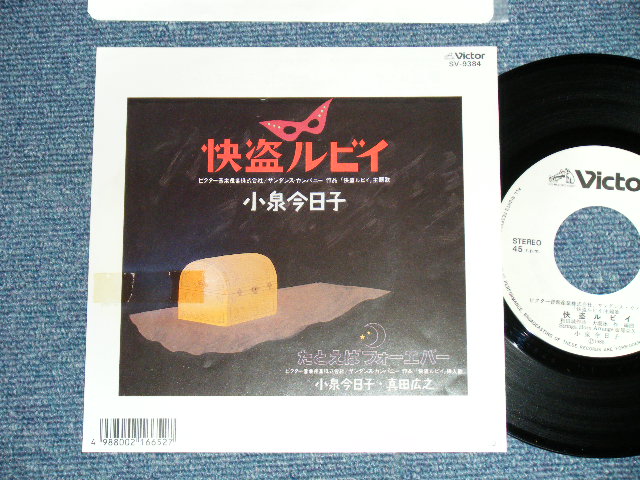 Victor
SV-9384
快盗ルビイ
ビクター音楽産業株式会社/サンダンス・カンパニー 作品「快盗ルビイ」主題歌
小泉今日子
たとえばフォーエバー
ビクター音楽産業株式会社/サンダンス・カンパニー 作品「快盗ルビイ」挿入歌
小泉今日子・真田広之
4 988002 166527
Victor
STEREO
45 r.p.m.
快盗ルビイ
小泉今日子